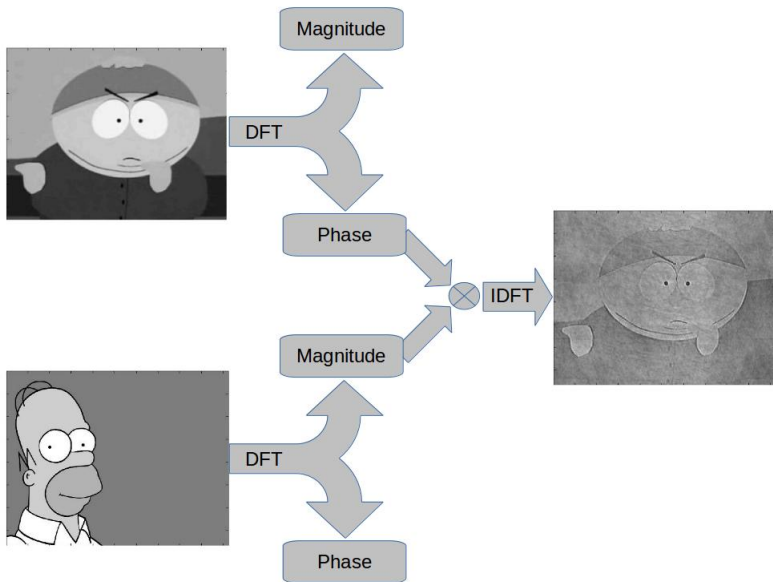 Magnitude
DFT
Phase
IDFT
Magnitude
DFT
Phase